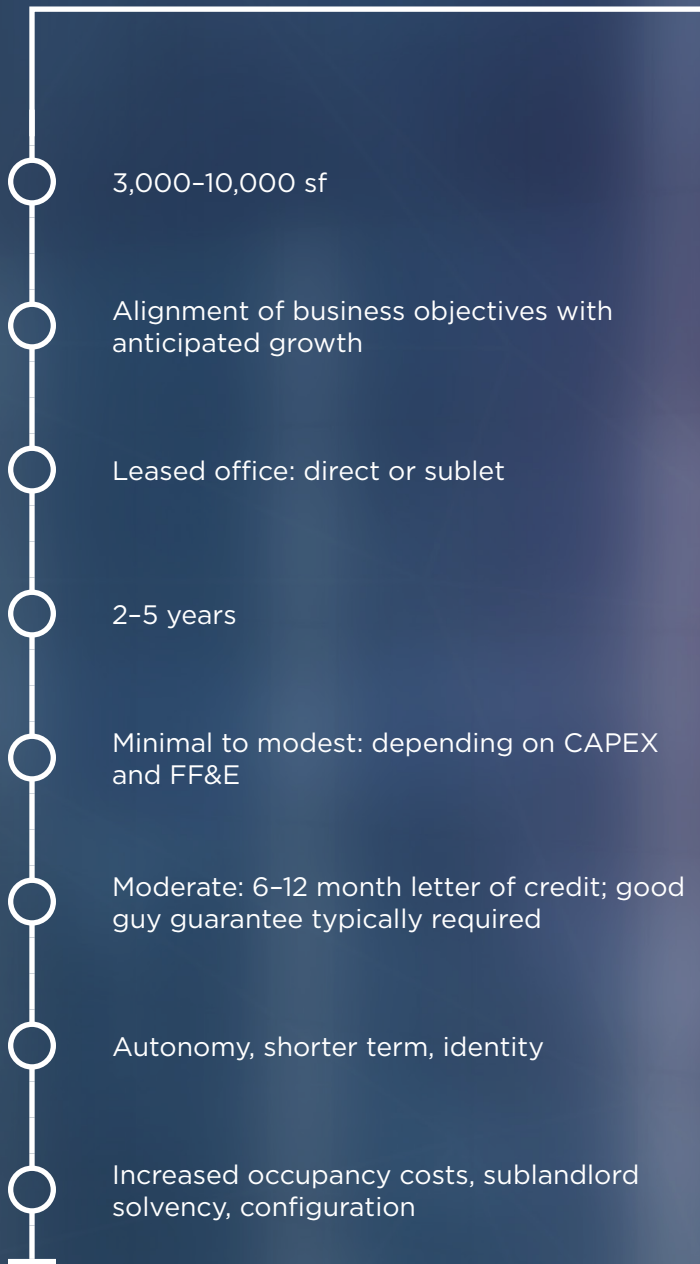 3,000–10,000 sf
Alignment of business objectives with
anticipated growth
Leased office: direct or sublet
2–5 years
Minimal to modest: depending on CAPEX
and FF&E
Moderate: 6–12 month letter of credit; good
guy guarantee typically required
Autonomy, shorter term, identity
Increased occupancy costs, sublandlord
solvency, configuration